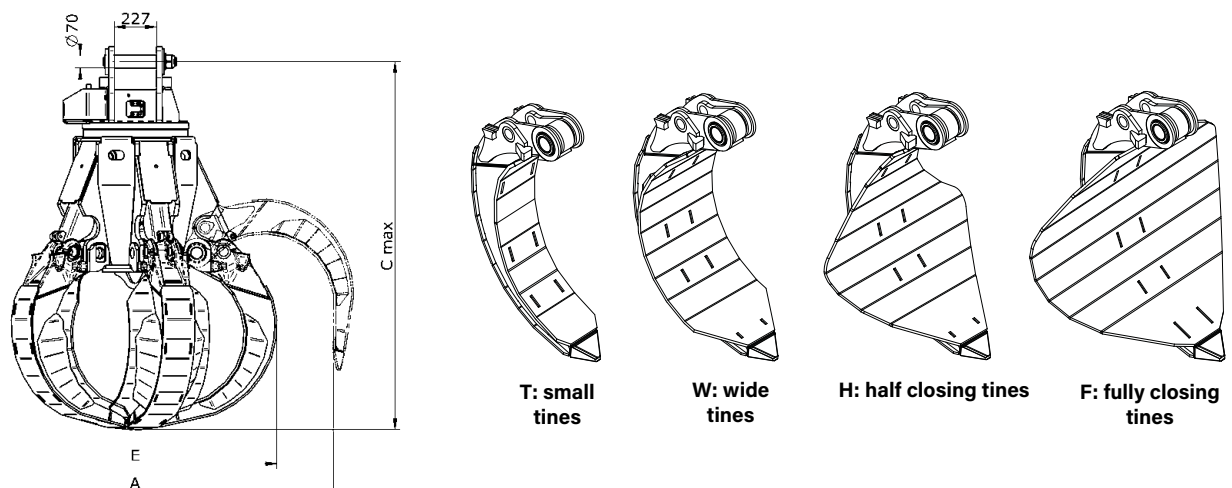 227
Ø70
C max
E
A
T: small
tines
W: wide
tines
H: half closing tines
F: fully closing
tines